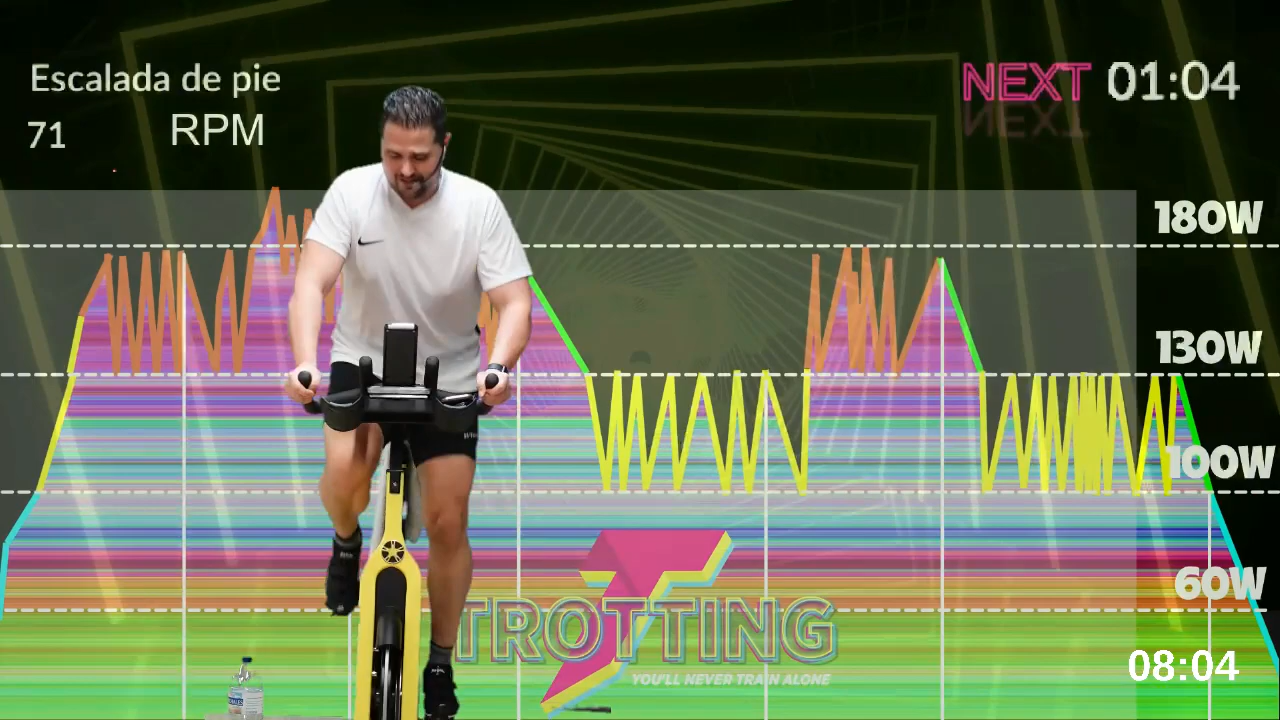 Escalada de pie
71 RPM
NEXT 01:04
180W
130W
100W
60W
TROTTING
YOU'LL NEVER TRAIN ALONE
08:04